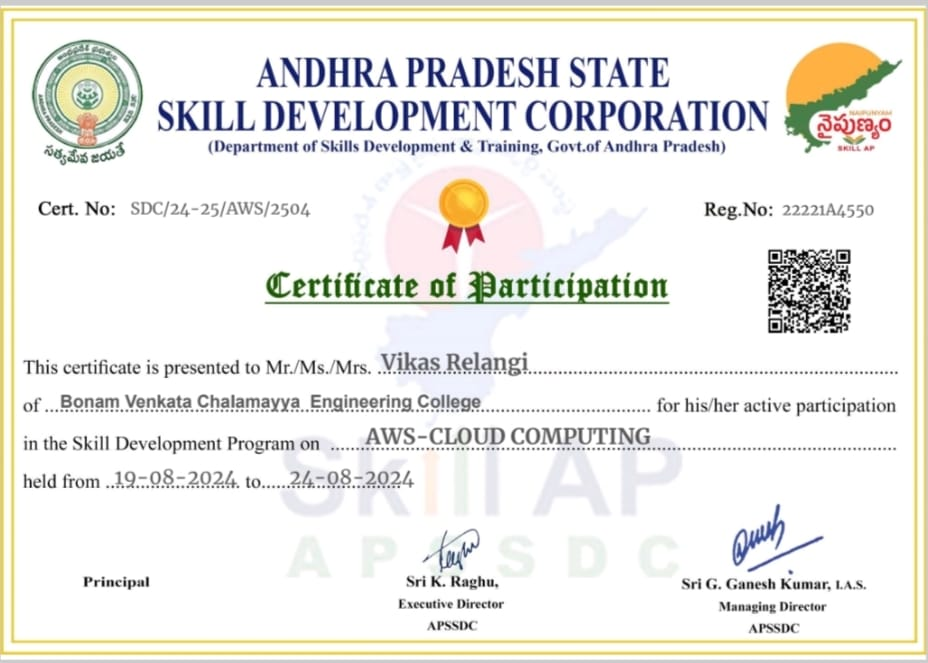 ఆంధ్రప్రదేశ్ ప్రభుత్వం
సత్యమేవ జయతే
ANDHRA PRADESH STATE
SKILL DEVELOPMENT CORPORATION
(Department of Skills Development & Training, Govt.of Andhra Pradesh)
NAIPUNYAM
నైపుణ్యం
SKILL AP
Cert. No: SDC/24-25/AWS/2504
Reg.No: 22221A4550
Certificate of Participation
This certificate is presented to Mr./Ms./Mrs. Vikas Relangi
of Bonam Venkata Chalamayya Engineering College for his/her active participation
in the Skill Development Program on AWS-CLOUD COMPUTING
held from 19-08-2024 to 24-08-2024
Skill AP
APSSDC
Principal
Sri K. Raghu,
Executive Director
APSSDC
Sri G. Ganesh Kumar, I.A.S.
Managing Director
APSSDC